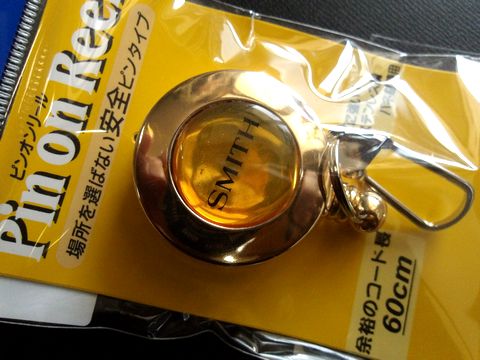 ピンオンリール
Pin on Reel
場所を選ばない安全ピンタイプ
SMITH
余裕のコード長
60cm